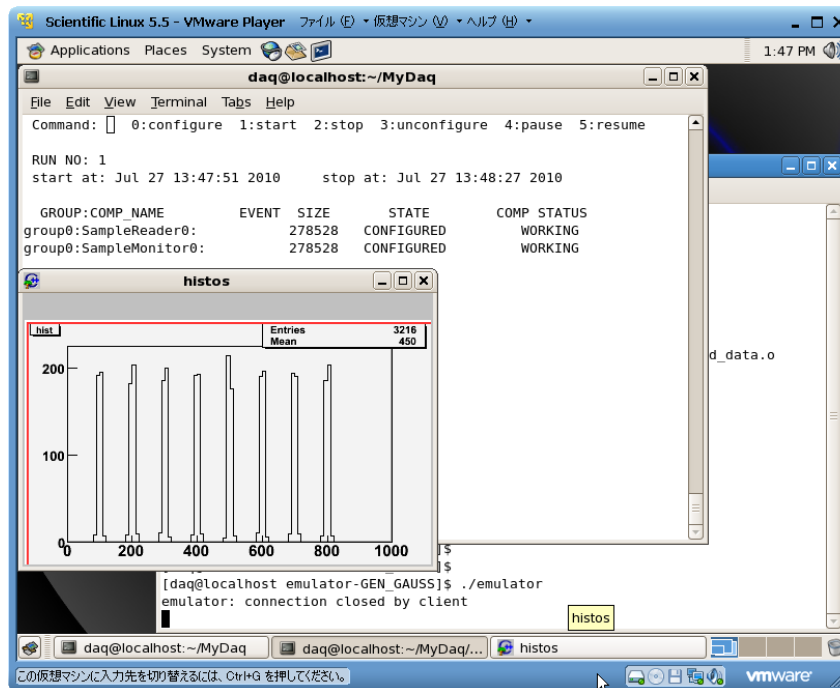 Scientific Linux 5.5 - VMware Player ファイル (F) 仮想マシン (V) ヘルプ (H)
Applications Places System 1:47 PM
daq@localhost:~/MyDaq
File Edit View Terminal Tabs Help
Command: 0:configure 1:start 2:stop 3:unconfigure 4:pause 5:resume
RUN NO: 1
start at: Jul 27 13:47:51 2010 stop at: Jul 27 13:48:27 2010
GROUP:COMP_NAME EVENT SIZE STATE COMP STATUS
group0:SampleReader0: 278528 CONFIGURED WORKING
group0:SampleMonitor0: 278528 CONFIGURED WORKING
histos
hist
Entries 3216
Mean 450
200
100
0
0 200 400 600 800 1000
d_data.o
]$
]$
[daq@localhost emulator-GEN_GAUSS]$ ./emulator
emulator: connection closed by client
histos
daq@localhost:~/MyDaq daq@localhost:~/MyDaq/... histos
この仮想マシンに入力先を切り替えるには、Ctrl+G を押してください。 vmware